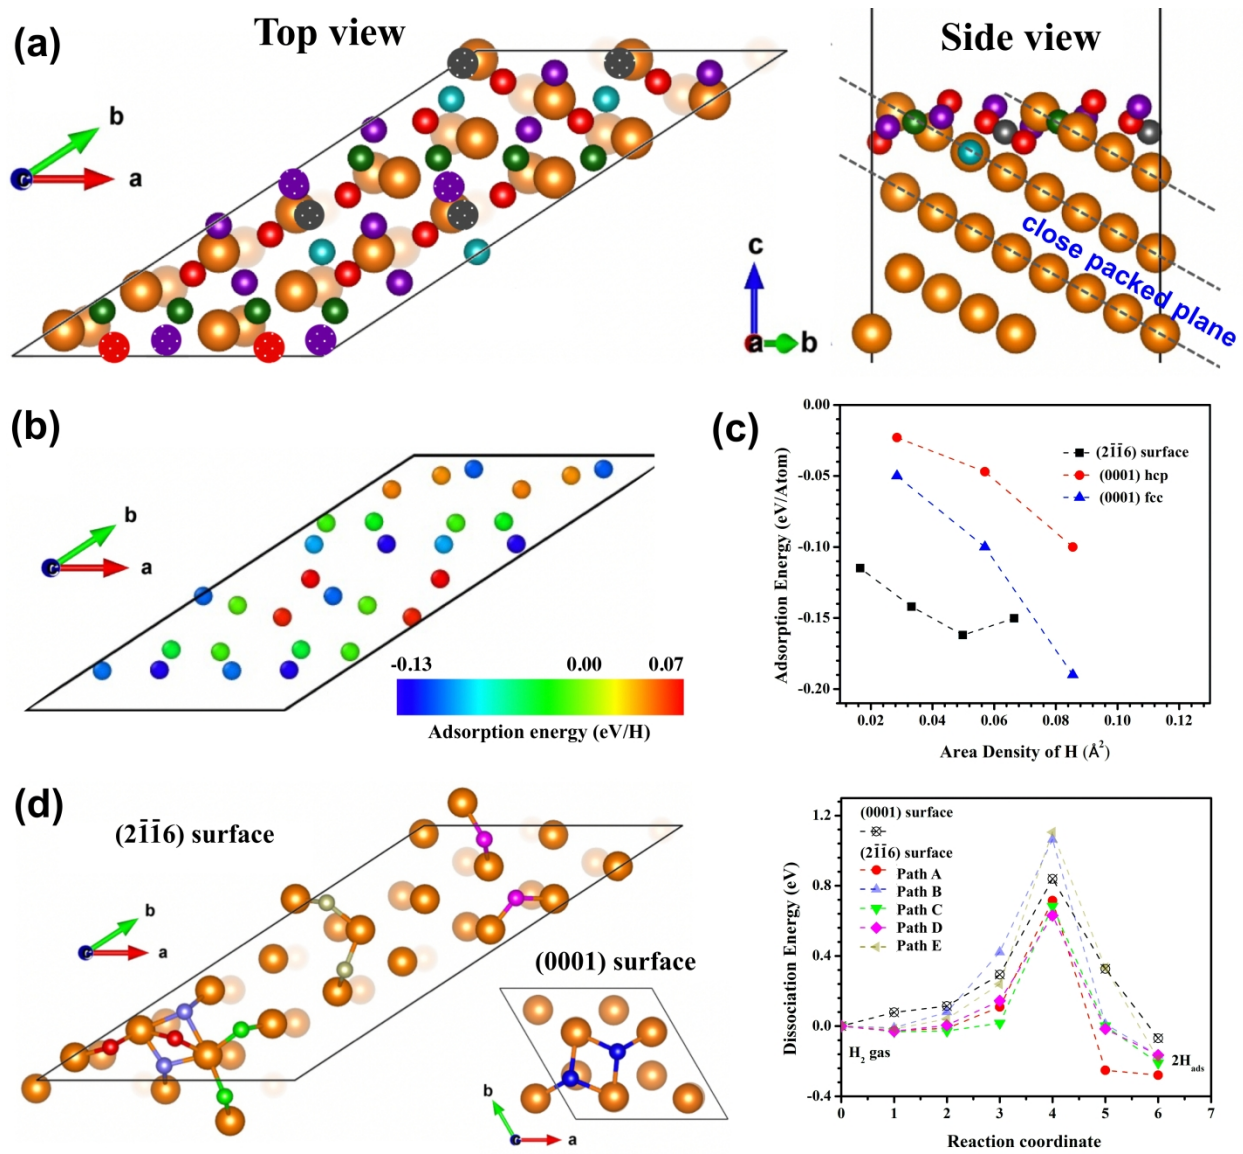 (a)
Top view
Side view
b
a
c
close packed plane
c
a
b
(b)
b
a
c
-0.13
0.00
0.07
Adsorption energy (eV/H)
(c)
0.00
-0.05
-0.10
-0.15
-0.20
Adsorption Energy (eV/Atom)
(21̄1̄6) surface
(0001) hcp
(0001) fcc
0.02
0.04
0.06
0.08
0.10
0.12
Area Density of H (Å²)
(d)
(21̄1̄6) surface
b
a
c
(0001) surface
b
a
c
1.2
0.8
0.4
0.0
-0.4
Dissociation Energy (eV)
(0001) surface
(21̄1̄6) surface
Path A
Path B
Path C
Path D
Path E
H₂ gas
2H_ads
0
1
2
3
4
5
6
7
Reaction coordinate